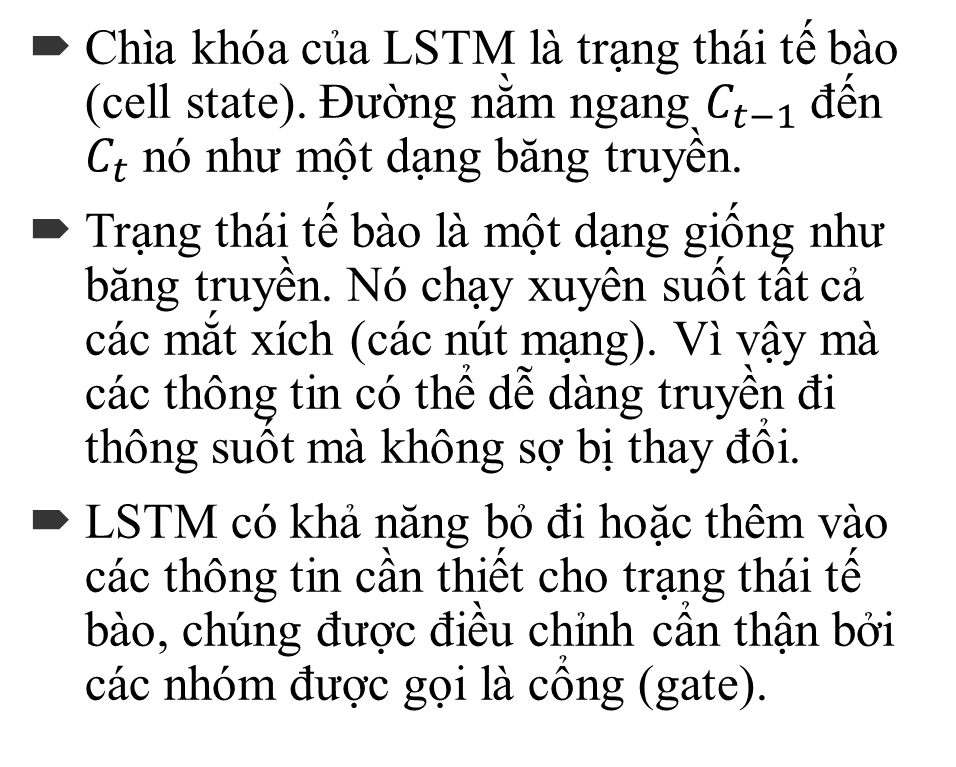 Chìa khóa của LSTM là trạng thái tế bào
(cell state). Đường nằm ngang C_{t−1} đến
C_t nó như một dạng băng truyền.
Trạng thái tế bào là một dạng giống như
băng truyền. Nó chạy xuyên suốt tất cả
các mắt xích (các nút mạng). Vì vậy mà
các thông tin có thể dễ dàng truyền đi
thông suốt mà không sợ bị thay đổi.
LSTM có khả năng bỏ đi hoặc thêm vào
các thông tin cần thiết cho trạng thái tế
bào, chúng được điều chỉnh cẩn thận bởi
các nhóm được gọi là cổng (gate).